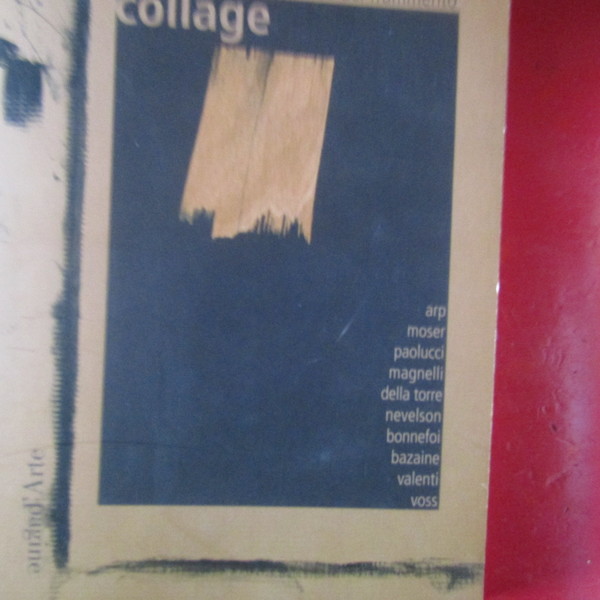 collage
arp
moser
paolucci
magnelli
della torre
nevelson
bonnefoi
bazaine
valenti
voss